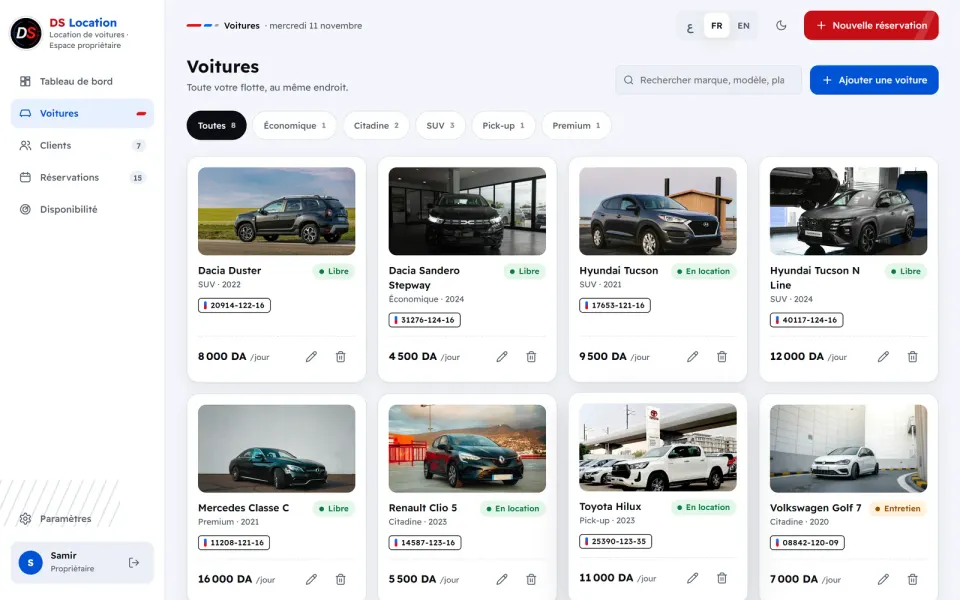 DS
DS Location
Location de voitures ·
Espace propriétaire
Tableau de bord
Voitures
Clients 7
Réservations 15
Disponibilité
Paramètres
S
Samir
Propriétaire
Voitures · mercredi 11 novembre
ع FR EN
+ Nouvelle réservation
Voitures
Toute votre flotte, au même endroit.
Rechercher marque, modèle, pla
+ Ajouter une voiture
Toutes 8
Économique 1
Citadine 2
SUV 3
Pick-up 1
Premium 1
Dacia Duster
Libre
SUV · 2022
20914-122-16
8 000 DA /jour
Dacia Sandero
Stepway
Libre
Économique · 2024
31276-124-16
4 500 DA /jour
Hyundai Tucson
En location
SUV · 2021
17653-121-16
9 500 DA /jour
Hyundai Tucson N
Line
Libre
SUV · 2024
40117-124-16
12 000 DA /jour
Mercedes Classe C
Libre
Premium · 2021
11208-121-16
16 000 DA /jour
Renault Clio 5
En location
Citadine · 2023
14587-123-16
5 500 DA /jour
Toyota Hilux
En location
Pick-up · 2023
25390-123-35
11 000 DA /jour
Volkswagen Golf 7
Entretien
Citadine · 2020
08842-120-09
7 000 DA /jour